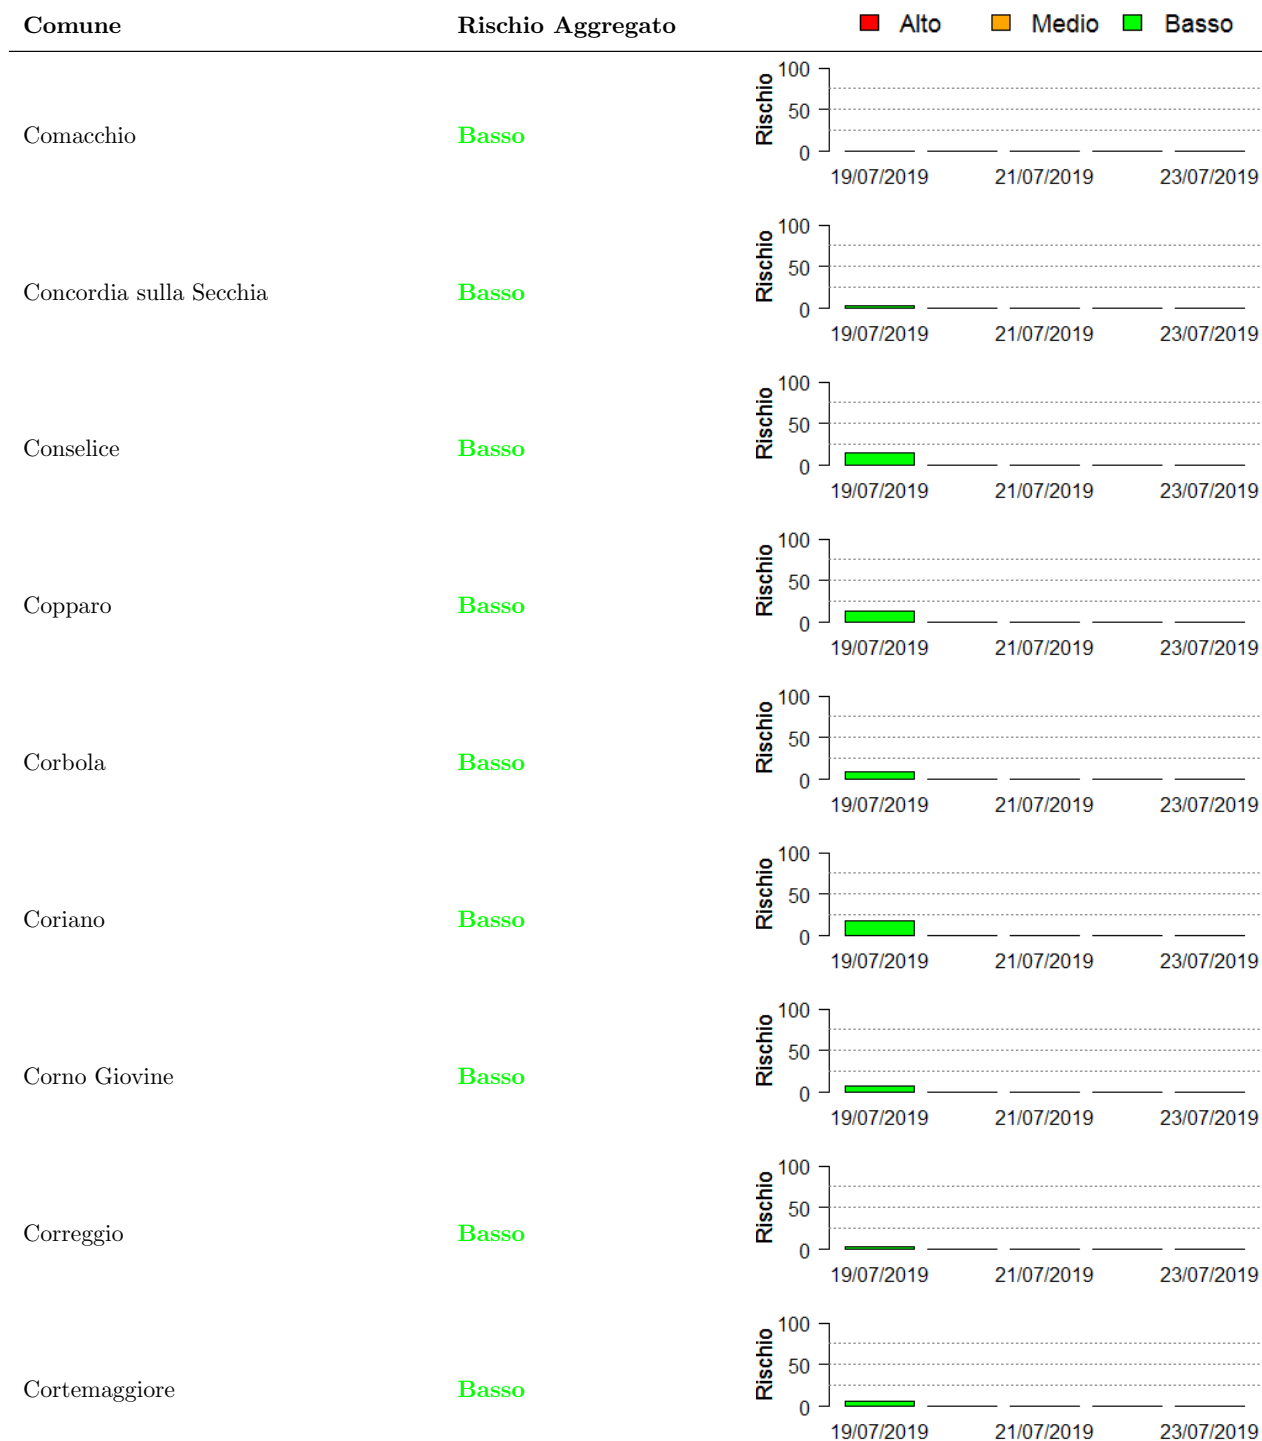 Comune Rischio Aggregato Alto Medio Basso
100
50
0
Rischio
Comacchio Basso
19/07/2019 21/07/2019 23/07/2019
100
50
0
Rischio
Concordia sulla Secchia Basso
19/07/2019 21/07/2019 23/07/2019
100
50
0
Rischio
Conselice Basso
19/07/2019 21/07/2019 23/07/2019
100
50
0
Rischio
Copparo Basso
19/07/2019 21/07/2019 23/07/2019
100
50
0
Rischio
Corbola Basso
19/07/2019 21/07/2019 23/07/2019
100
50
0
Rischio
Coriano Basso
19/07/2019 21/07/2019 23/07/2019
100
50
0
Rischio
Corno Giovine Basso
19/07/2019 21/07/2019 23/07/2019
100
50
0
Rischio
Correggio Basso
19/07/2019 21/07/2019 23/07/2019
100
50
0
Rischio
Cortemaggiore Basso
19/07/2019 21/07/2019 23/07/2019